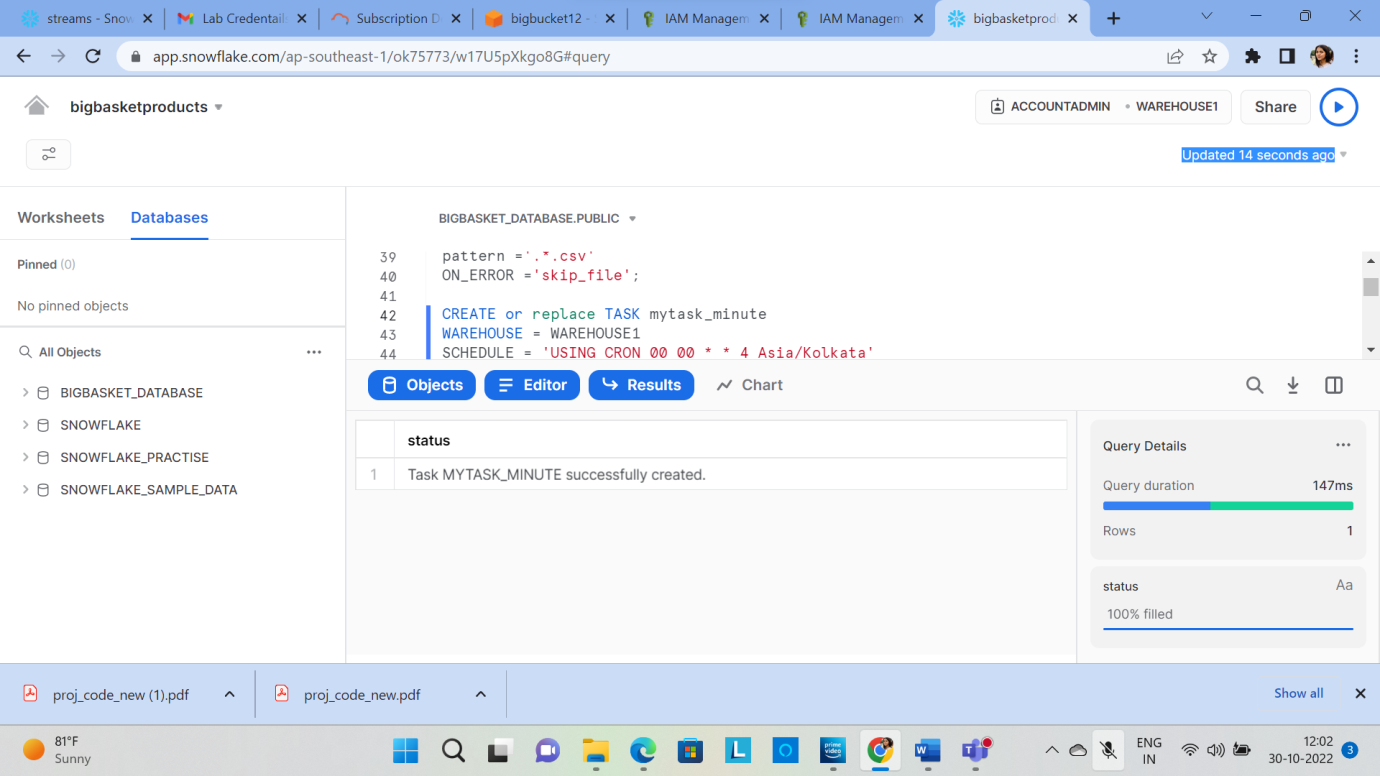 streams - Snow
Lab Credentail
Subscription D
bigbucket12 - S
IAM Managem
IAM Managem
bigbasketprod
app.snowflake.com/ap-southeast-1/ok75773/w17U5pXkgo8G#query
bigbasketproducts
ACCOUNTADMIN • WAREHOUSE1
Share
Updated 14 seconds ago
Worksheets
Databases
BIGBASKET_DATABASE.PUBLIC
Pinned (0)
No pinned objects
All Objects
BIGBASKET_DATABASE
SNOWFLAKE
SNOWFLAKE_PRACTISE
SNOWFLAKE_SAMPLE_DATA
39 pattern ='.*.csv'
40 ON_ERROR ='skip_file';
41
42 CREATE or replace TASK mytask_minute
43 WAREHOUSE = WAREHOUSE1
44 SCHEDULE = 'USING CRON 00 00 * * 4 Asia/Kolkata'
Objects
Editor
Results
Chart
status
1 Task MYTASK_MINUTE successfully created.
Query Details
Query duration 147ms
Rows 1
status Aa
100% filled
proj_code_new (1).pdf
proj_code_new.pdf
Show all
81°F
Sunny
L
prime video
W
T
ENG
IN
12:02
30-10-2022
3